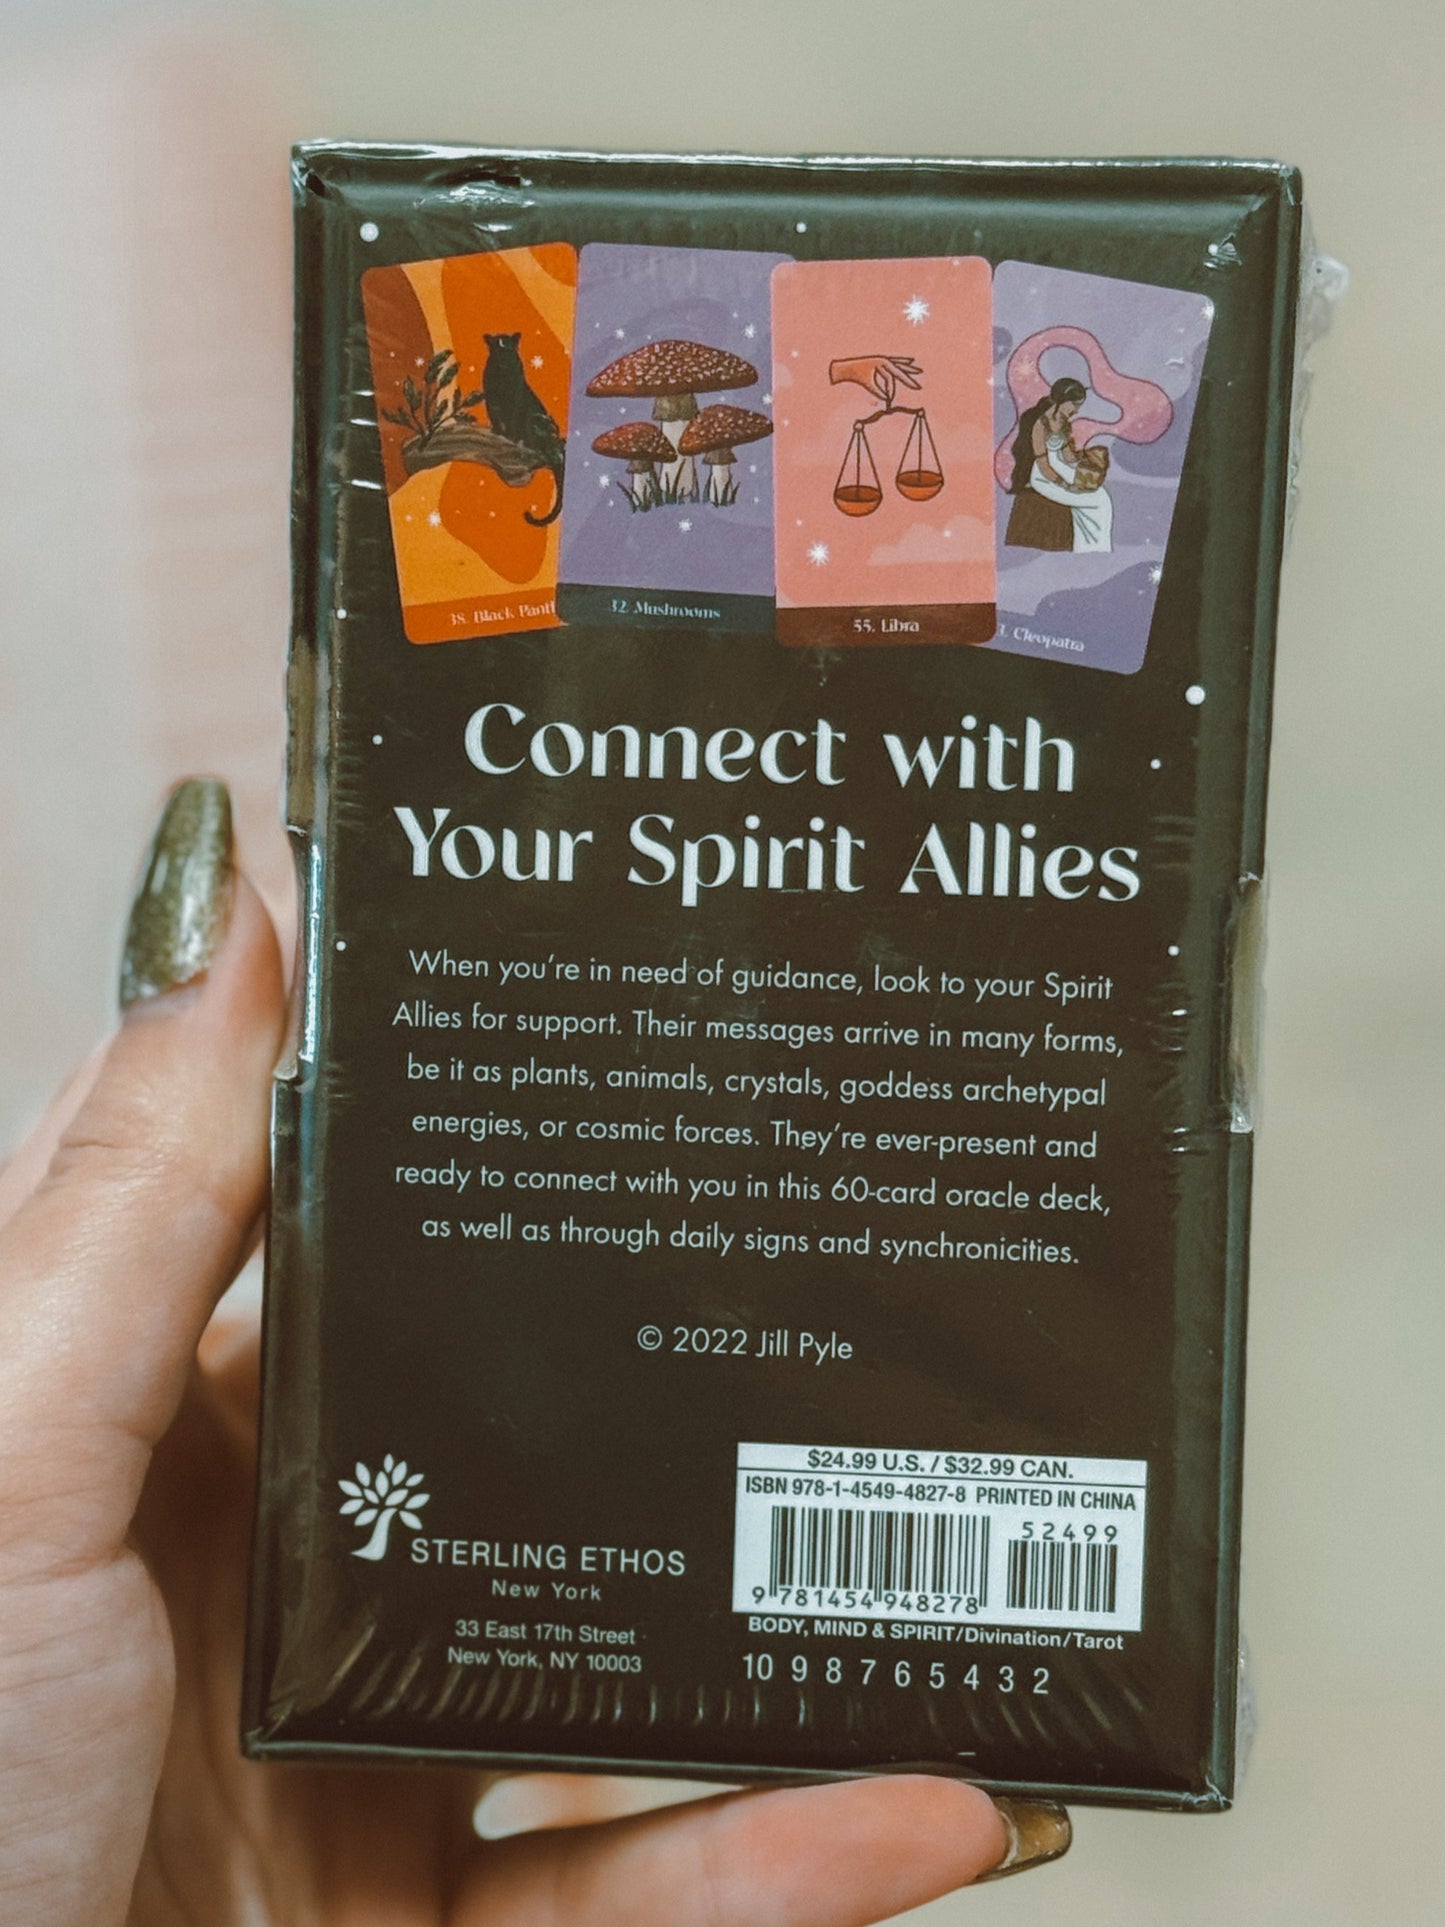 38. Black Panth
32. Mushrooms
55. Libra
1. Cleopatra
Connect with
Your Spirit Allies
When you're in need of guidance, look to your Spirit
Allies for support. Their messages arrive in many forms,
be it as plants, animals, crystals, goddess archetypal
energies, or cosmic forces. They're ever-present and
ready to connect with you in this 60-card oracle deck,
as well as through daily signs and synchronicities.
© 2022 Jill Pyle
STERLING ETHOS
New York
33 East 17th Street
New York, NY 10003
$24.99 U.S. / $32.99 CAN.
ISBN 978-1-4549-4827-8 PRINTED IN CHINA
52499
9 781454 948278
BODY, MIND & SPIRIT/Divination/Tarot
10 9 8 7 6 5 4 3 2